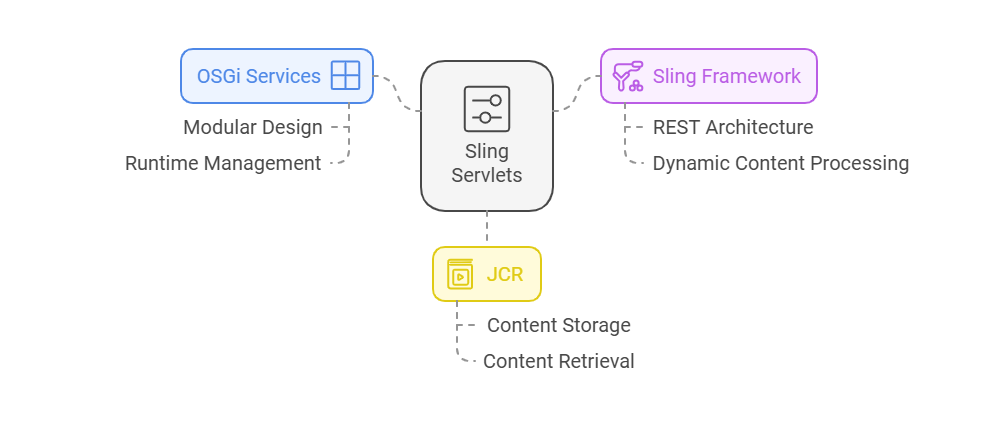 OSGi Services
Modular Design
Runtime Management
Sling
Servlets
Sling Framework
REST Architecture
Dynamic Content Processing
JCR
Content Storage
Content Retrieval